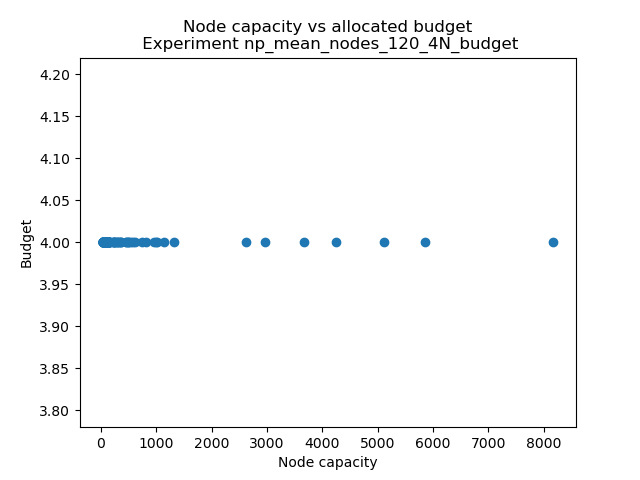 Node capacity vs allocated budget
Experiment np_mean_nodes_120_4N_budget
4.20
4.15
4.10
4.05
4.00
3.95
3.90
3.85
3.80
Budget
0 1000 2000 3000 4000 5000 6000 7000 8000
Node capacity